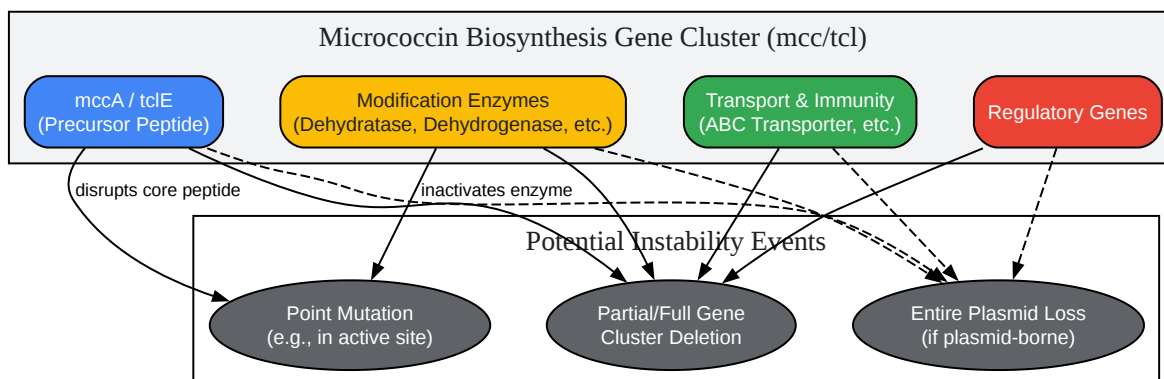 Micrococcin Biosynthesis Gene Cluster (mcc/tcl)
mccA / tclE
(Precursor Peptide)
Modification Enzymes
(Dehydratase, Dehydrogenase, etc.)
Transport & Immunity
(ABC Transporter, etc.)
Regulatory Genes
disrupts core peptide
inactivates enzyme
Potential Instability Events
Point Mutation
(e.g., in active site)
Partial/Full Gene
Cluster Deletion
Entire Plasmid Loss
(if plasmid-borne)